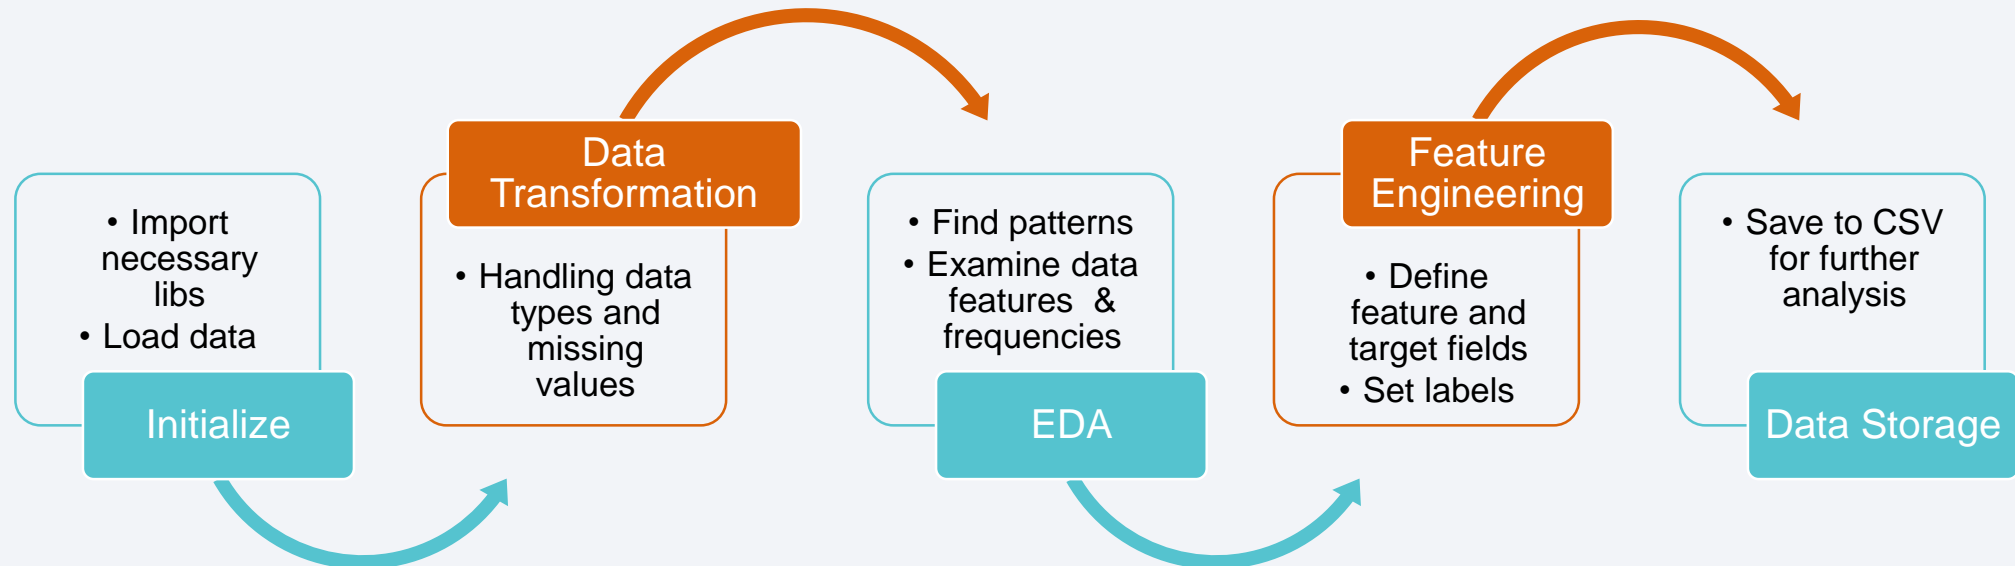 • Import
necessary
libs
• Load data
Initialize
Data
Transformation
• Handling data
types and
missing
values
• Find patterns
• Examine data
features  &
frequencies
EDA
Feature
Engineering
• Define
feature and
target fields
• Set labels
• Save to CSV
for further
analysis
Data Storage